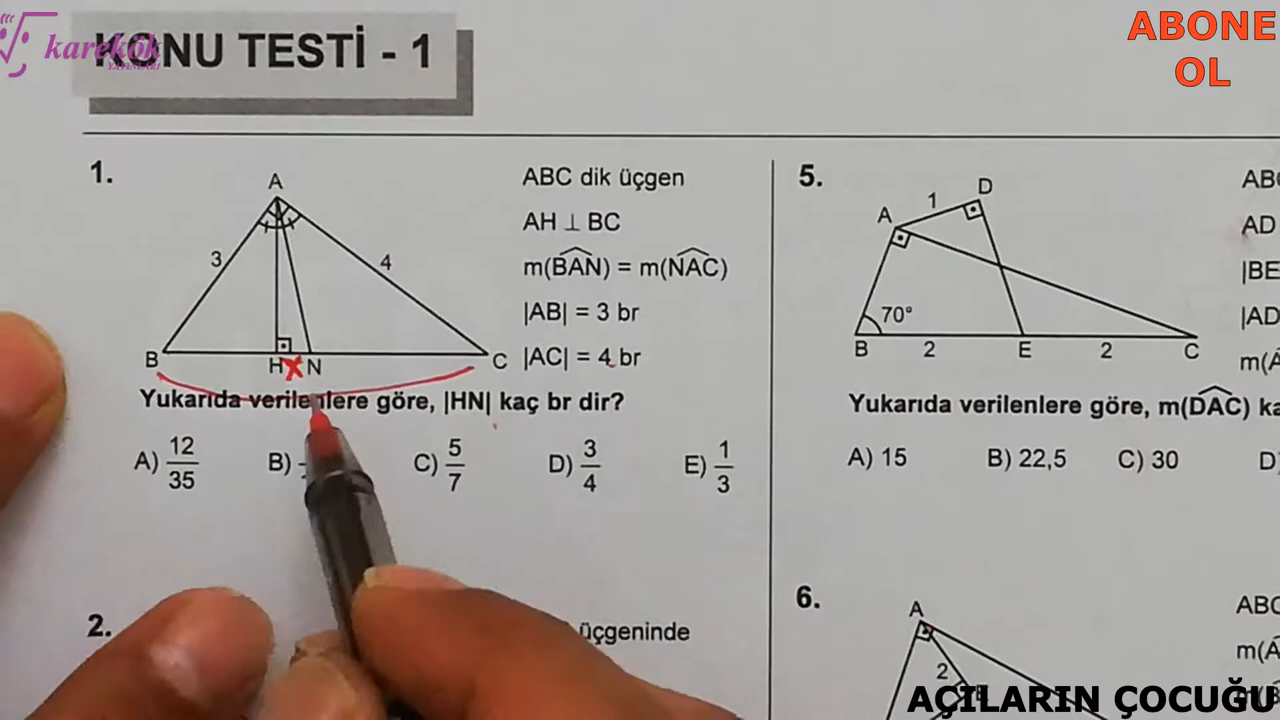 karekök
YAYINLARI
KONU TESTİ - 1
ABONE
OL
1.
A
3
4
B
H
x
N
C
ABC dik üçgen
AH ⊥ BC
m(BAN) = m(NAC)
|AB| = 3 br
|AC| = 4 br
Yukarıda verilenlere göre, |HN| kaç br dir?
A) 12/35
B)
C) 5/7
D) 3/4
E) 1/3
2.
üçgeninde
5.
D
1
A
70°
B
2
E
2
C
AD
|BE
|AD
Yukarıda verilenlere göre, m(DAC)
A) 15
B) 22,5
C) 30
D)
6.
A
2
AÇILARIN ÇOCUĞU